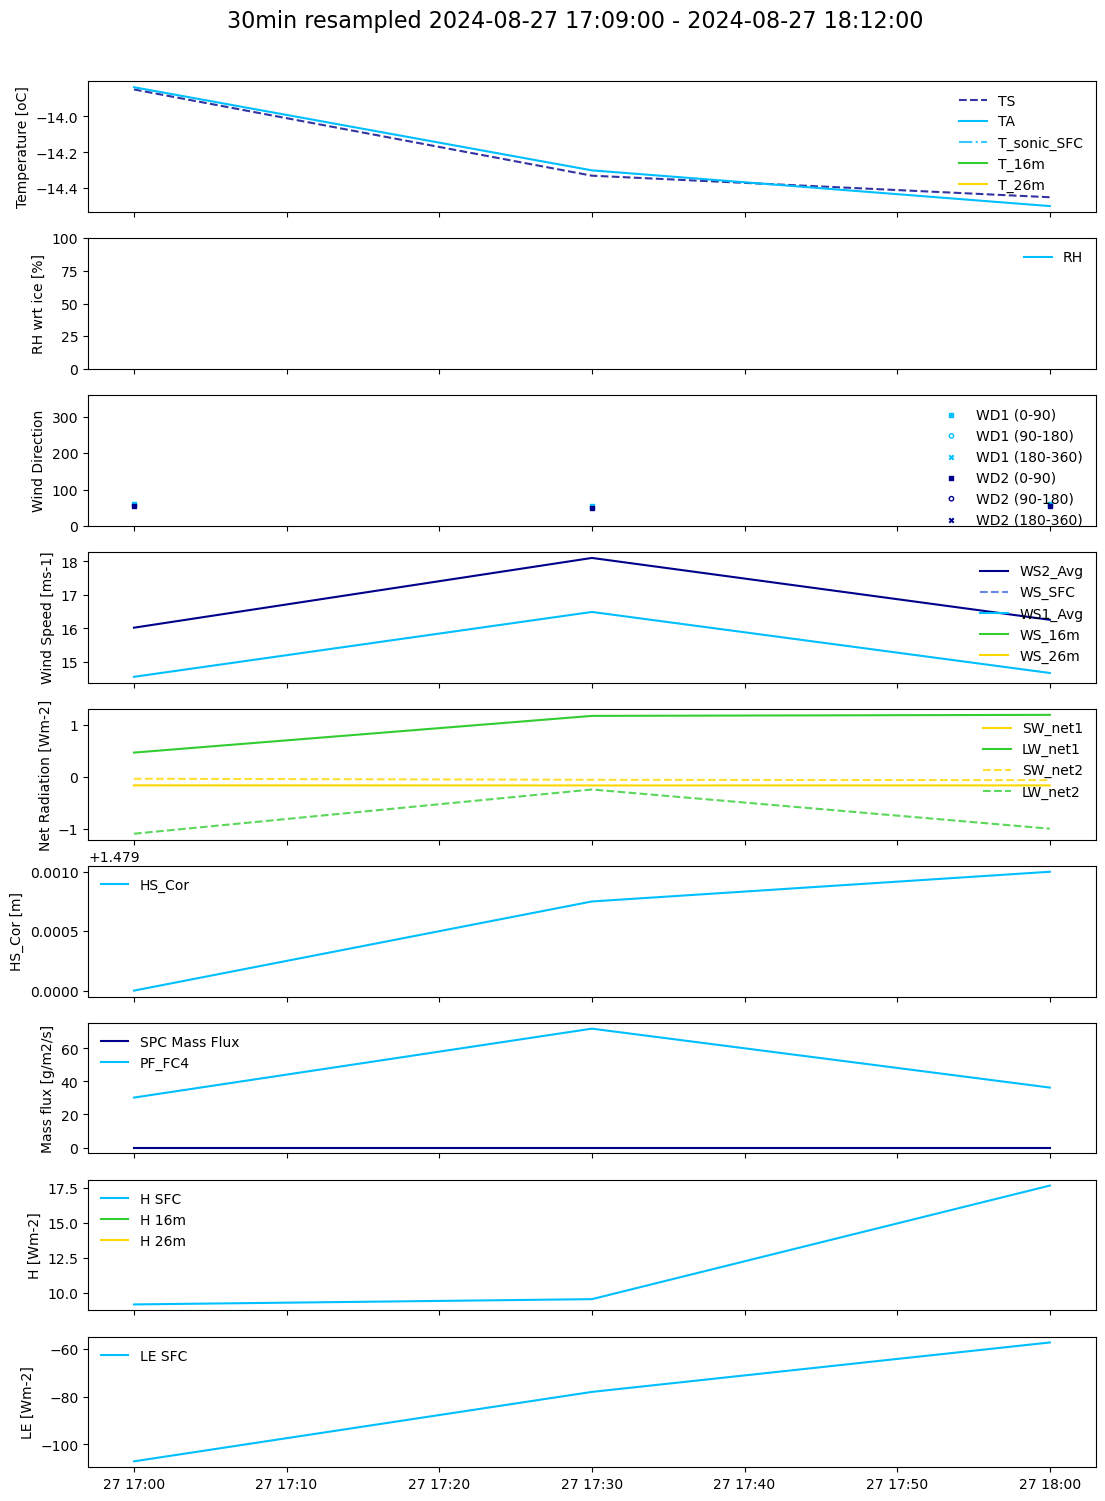 30min resampled 2024-08-27 17:09:00 - 2024-08-27 18:12:00
Temperature [oC]
−14.0
−14.2
−14.4
TS
TA
T_sonic_SFC
T_16m
T_26m
RH wrt ice [%]
100
75
50
25
0
RH
Wind Direction
300
200
100
0
WD1 (0-90)
WD1 (90-180)
WD1 (180-360)
WD2 (0-90)
WD2 (90-180)
WD2 (180-360)
Wind Speed [ms-1]
18
17
16
15
WS2_Avg
WS_SFC
WS1_Avg
WS_16m
WS_26m
Net Radiation [Wm-2]
1
0
−1
SW_net1
LW_net1
SW_net2
LW_net2
+1.479
HS_Cor [m]
0.0010
0.0005
0.0000
HS_Cor
Mass flux [g/m2/s]
60
40
20
0
SPC Mass Flux
PF_FC4
H [Wm-2]
17.5
15.0
12.5
10.0
H SFC
H 16m
H 26m
LE [Wm-2]
−60
−80
−100
LE SFC
27 17:00 27 17:10 27 17:20 27 17:30 27 17:40 27 17:50 27 18:00